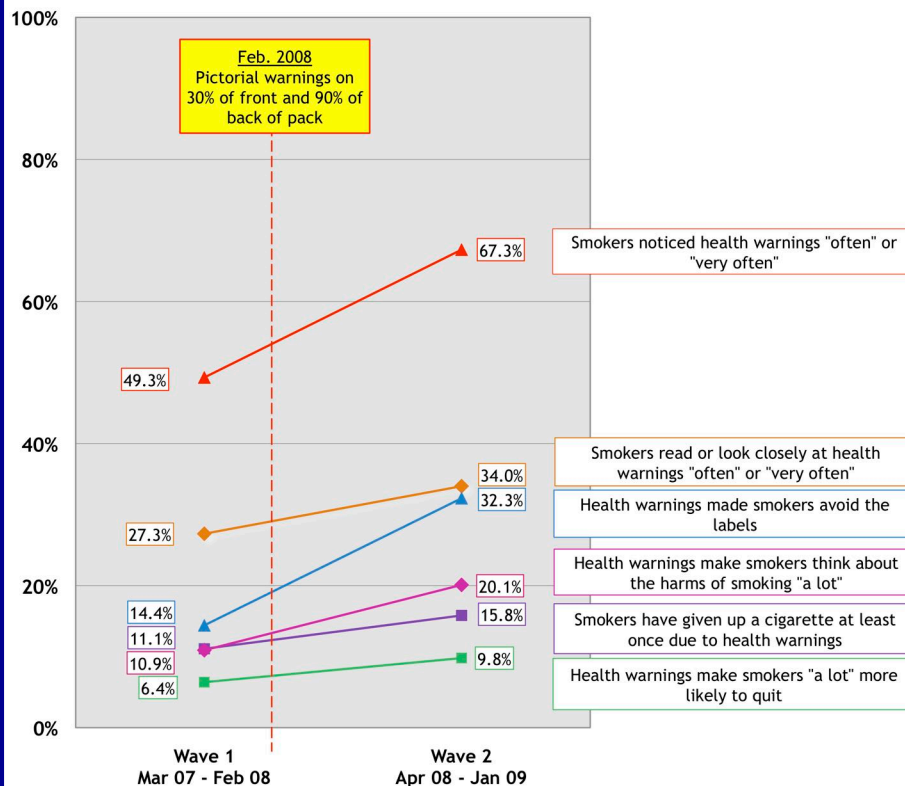 100%
Feb. 2008
Pictorial warnings on
30% of front and 90% of
back of pack
80%
67.3%
Smokers noticed health warnings "often" or
"very often"
60%
49.3%
40%
Smokers read or look closely at health
warnings "often" or "very often"
34.0%
32.3%
Health warnings made smokers avoid the
labels
27.3%
Health warnings make smokers think about
the harms of smoking "a lot"
20%
20.1%
14.4%
15.8%
Smokers have given up a cigarette at least
once due to health warnings
11.1%
10.9%
9.8%
Health warnings make smokers "a lot" more
likely to quit
6.4%
0%
Wave 1
Mar 07 - Feb 08
Wave 2
Apr 08 - Jan 09